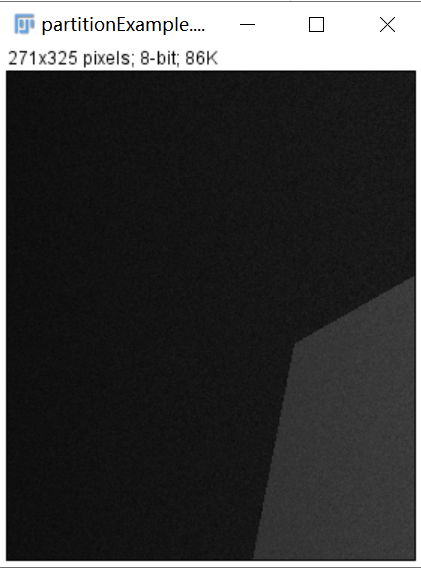 partitionExample....
271x325 pixels; 8-bit; 86K